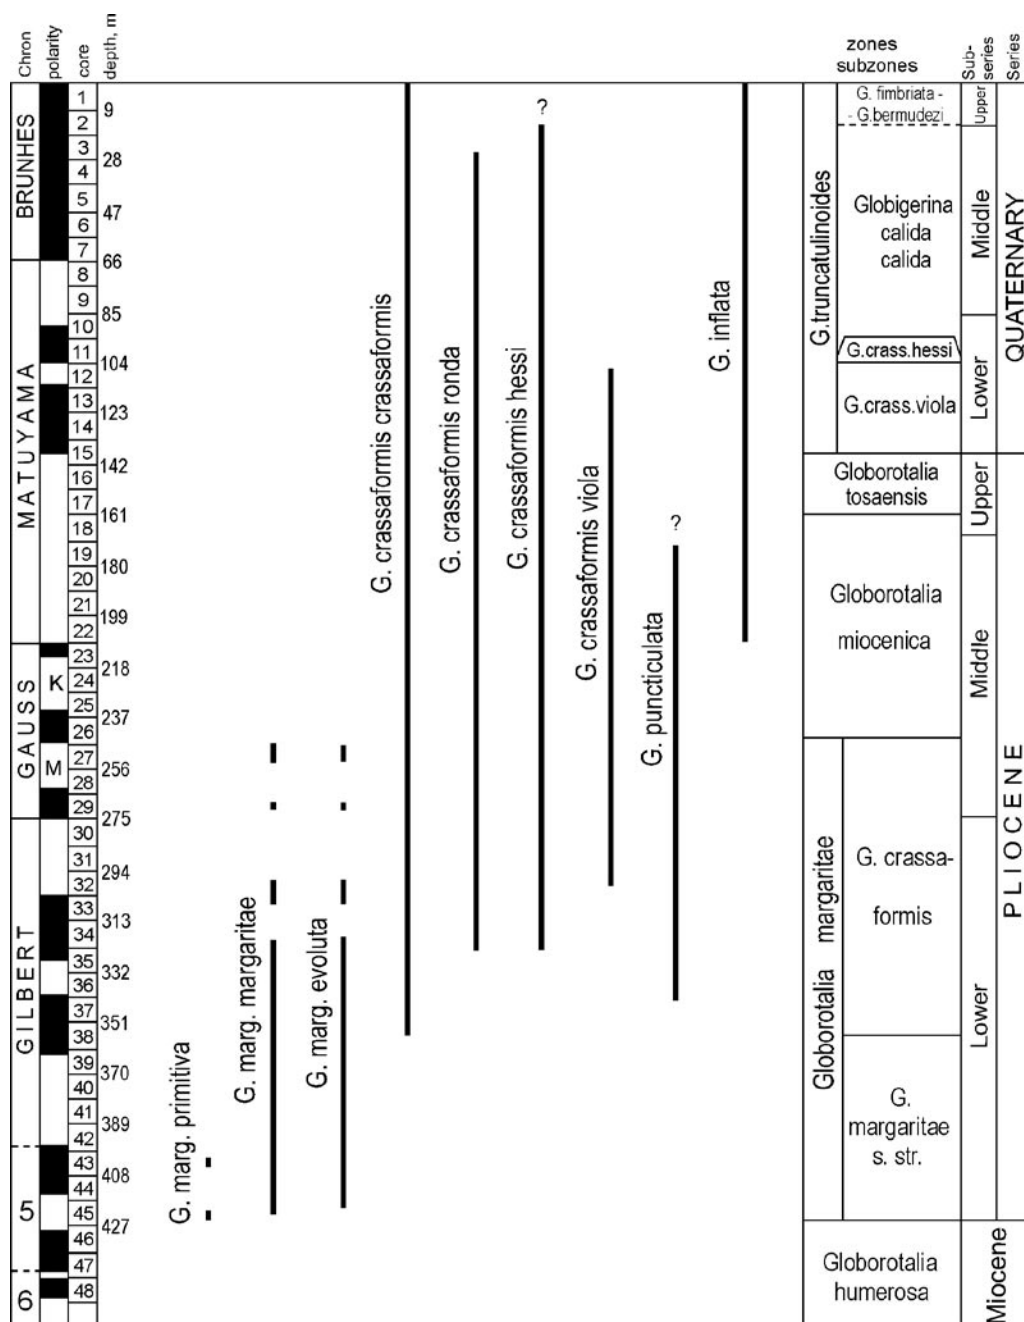 Chron
polarity
core
depth, m
zones
subzones
Sub-
series
Series
BRUNHES
MATUYAMA
GAUSS
GILBERT
5
6
K
M
1
2
3
4
5
6
7
8
9
10
11
12
13
14
15
16
17
18
19
20
21
22
23
24
25
26
27
28
29
30
31
32
33
34
35
36
37
38
39
40
41
42
43
44
45
46
47
48
9
28
47
66
85
104
123
142
161
180
199
218
237
256
275
294
313
332
351
370
389
408
427
G. marg. primitiva
G. marg. margaritae
G. marg. evoluta
G. crassaformis crassaformis
G. crassaformis ronda
?
G. crassaformis hessi
G. crassaformis viola
?
G. puncticulata
G. inflata
G.truncatulinoides
G. fimbriata -
- G.bermudezi
Globigerina
calida
calida
G.crass.hessi
G.crass.viola
Globorotalia
tosaensis
Globorotalia
miocenica
Globorotalia margaritae
G. crassa-
formis
G.
margaritae
s. str.
Globorotalia
humerosa
Upper
Middle
Lower
Upper
Middle
Lower
QUATERNARY
PLIOCENE
Miocene